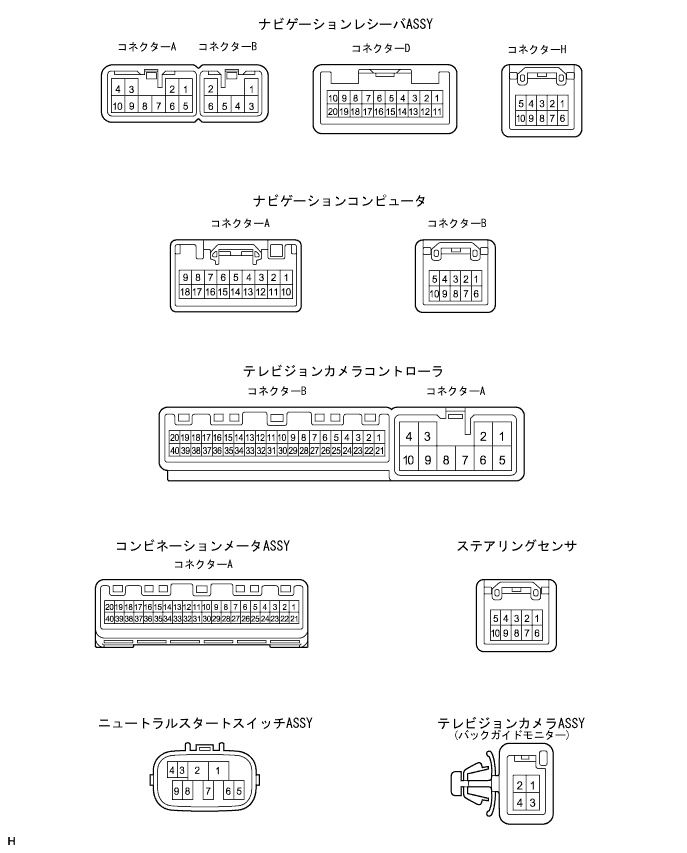 ナビゲーションレシーバASSY
コネクターA コネクターB コネクターD コネクターH
4 3 2 1
10 9 8 7 6 5
2 1
6 5 4 3
10 9 8 7 6 5 4 3 2 1
20 19 18 17 16 15 14 13 12 11
5 4 3 2 1
10 9 8 7 6
ナビゲーションコンピュータ
コネクターA コネクターB
9 8 7 6 5 4 3 2 1
18 17 16 15 14 13 12 11 10
5 4 3 2 1
10 9 8 7 6
テレビジョンカメラコントローラ
コネクターB コネクターA
20 19 18 17 16 15 14 13 12 11 10 9 8 7 6 5 4 3 2 1
40 39 38 37 36 35 34 33 32 31 30 29 28 27 26 25 24 23 22 21
4 3 2 1
10 9 8 7 6 5
コンビネーションメータASSY
コネクターA
20 19 18 17 16 15 14 13 12 11 10 9 8 7 6 5 4 3 2 1
40 39 38 37 36 35 34 33 32 31 30 29 28 27 26 25 24 23 22 21
ステアリングセンサ
5 4 3 2 1
10 9 8 7 6
ニュートラルスタートスイッチASSY
4 3 2 1
9 8 7 6 5
テレビジョンカメラASSY
(バックガイドモニター)
2 1
4 3
H